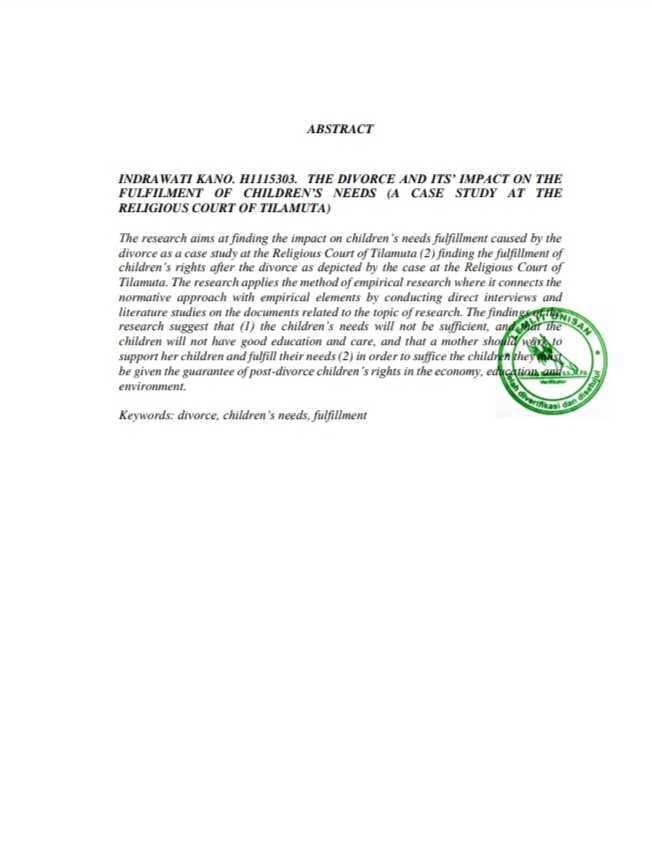 ABSTRACT
INDRAWATI KANO. H1115303. THE DIVORCE AND ITS' IMPACT ON THE
FULFILMENT OF CHILDREN'S NEEDS (A CASE STUDY AT THE
RELIGIOUS COURT OF TILAMUTA)
The research aims at finding the impact on children's needs fulfillment caused by the
divorce as a case study at the Religious Court of Tilamuta (2) finding the fulfillment of
children's rights after the divorce as depicted by the case at the Religious Court of
Tilamuta. The research applies the method of empirical research where it connects the
normative approach with empirical elements by conducting direct interviews and
literature studies on the documents related to the topic of research. The findings of the
research suggest that (1) the children's needs will not be sufficient, and that the
children will not have good education and care, and that a mother should work to
support her children and fulfill their needs (2) in order to suffice the children they must
be given the guarantee of post-divorce children's rights in the economy, education, and
environment.
Keywords: divorce, children's needs, fulfillment
LEMLIT UNISAN
Verifikator
telah diverifikasi dan disetujui